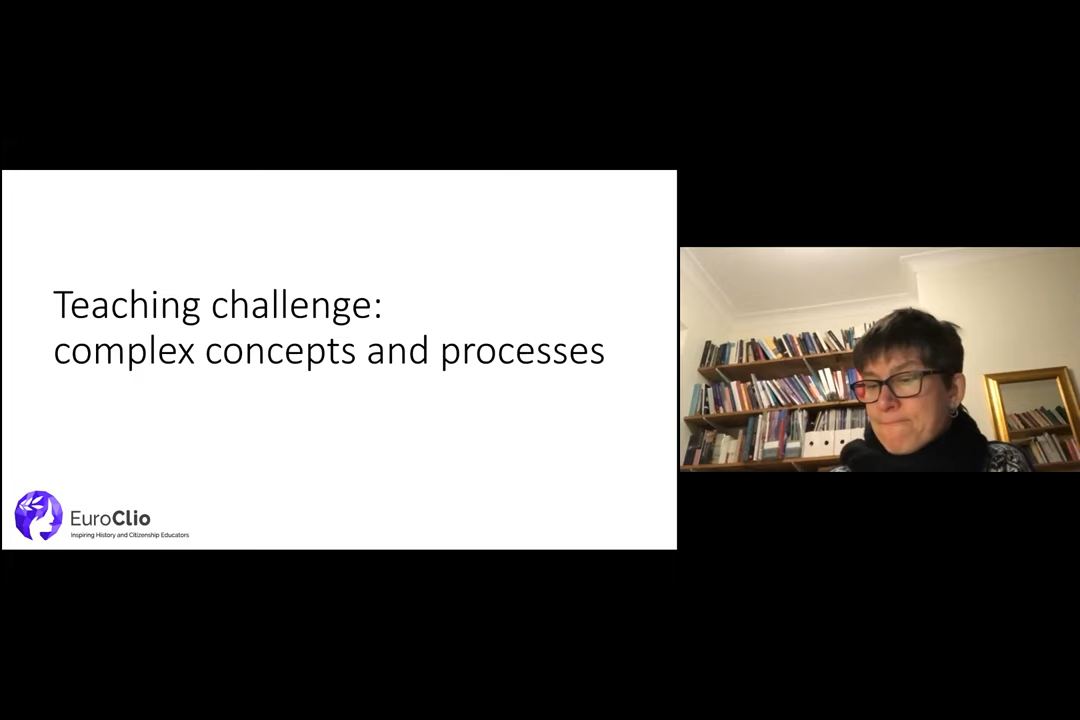 Teaching challenge:
complex concepts and processes
EuroClio
Inspiring History and Citizenship Educators